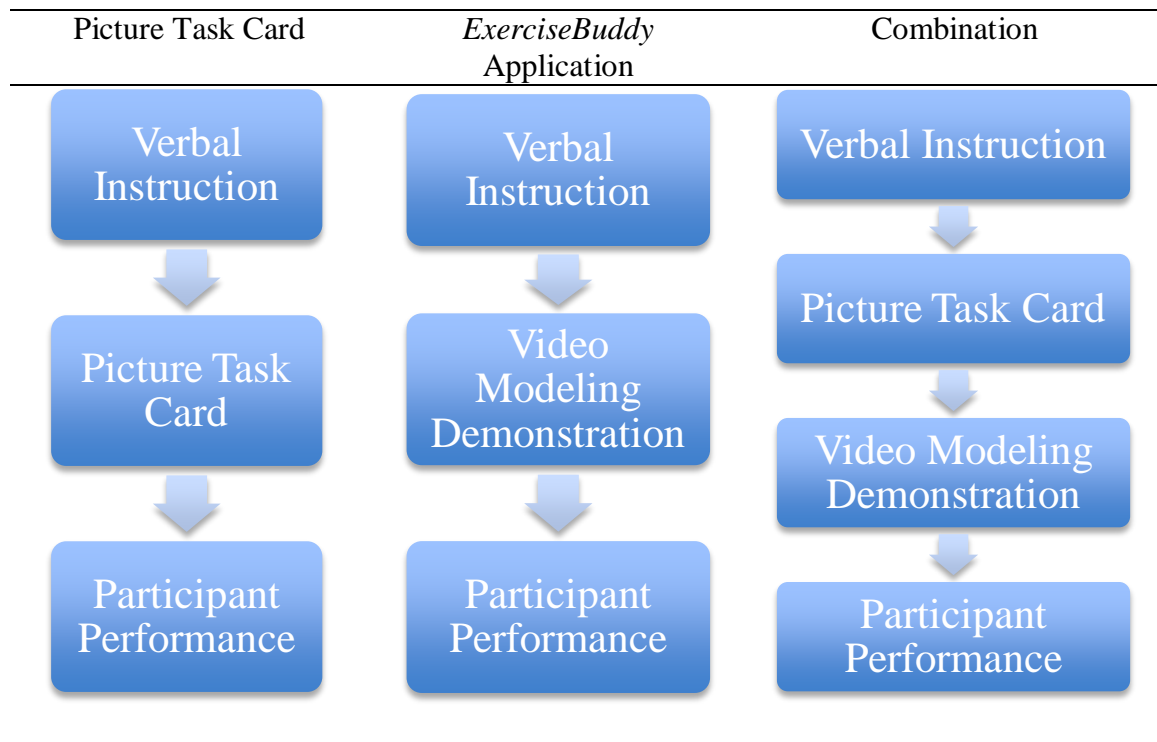 Picture Task Card
ExerciseBuddy
Application
Combination
Verbal
Instruction
Picture Task
Card
Participant
Performance
Verbal
Instruction
Video
Modeling
Demonstration
Participant
Performance
Verbal Instruction
Picture Task Card
Video Modeling
Demonstration
Participant
Performance